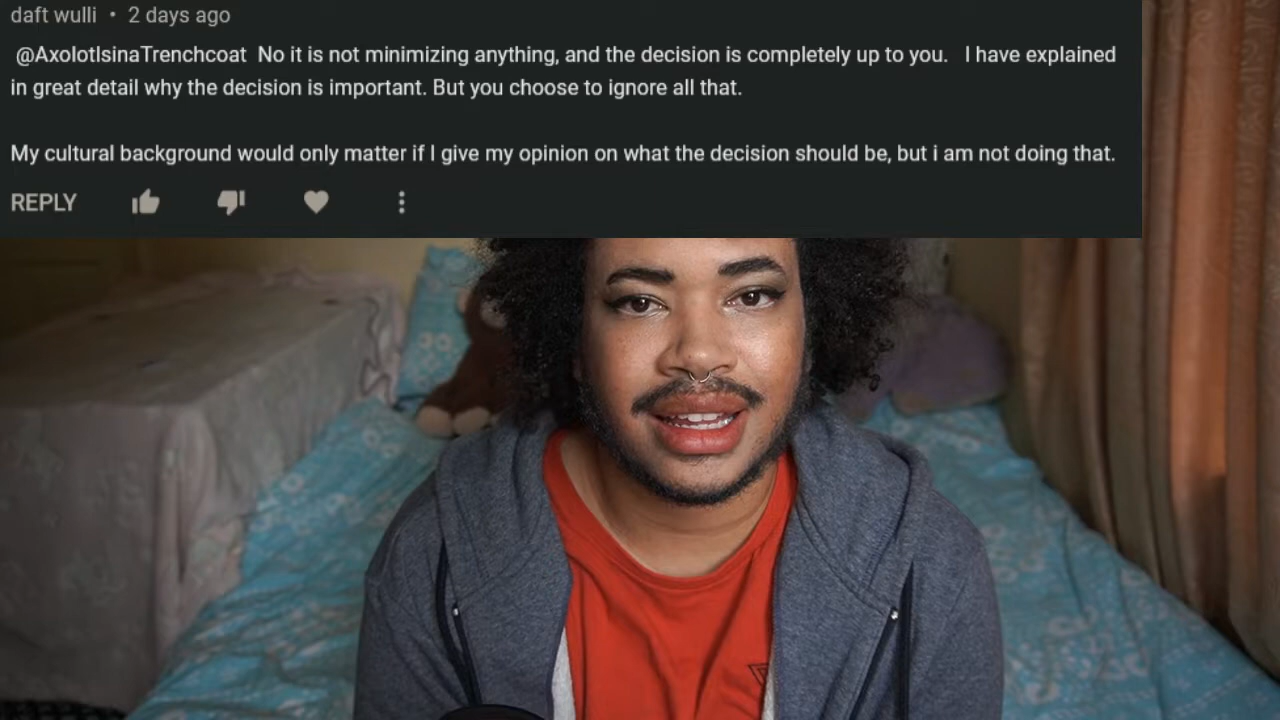 daft wulli • 2 days ago
@AxolotlsinaTrenchcoat No it is not minimizing anything, and the decision is completely up to you. I have explained
in great detail why the decision is important. But you choose to ignore all that.
My cultural background would only matter if I give my opinion on what the decision should be, but i am not doing that.
REPLY